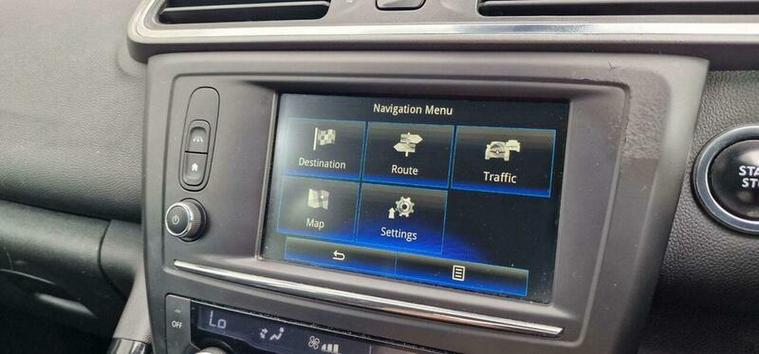 Navigation Menu
Destination
Route
Traffic
Map
Settings
OFF
Lo